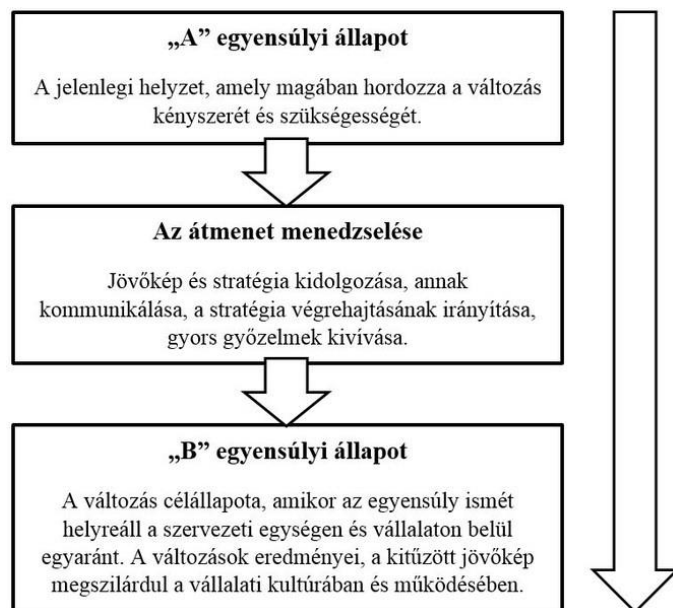 „A” egyensúlyi állapot
A jelenlegi helyzet, amely magában hordozza a változás
kényszerét és szükségességét.
Az átmenet menedzselése
Jövőkép és stratégia kidolgozása, annak
kommunikálása, a stratégia végrehajtásának irányítása,
gyors győzelmek kivívása.
„B” egyensúlyi állapot
A változás célállapota, amikor az egyensúly ismét
helyreáll a szervezeti egységen és vállalaton belül
egyaránt. A változások eredményei, a kitűzött jövőkép
megszilárdul a vállalati kultúrában és működésében.